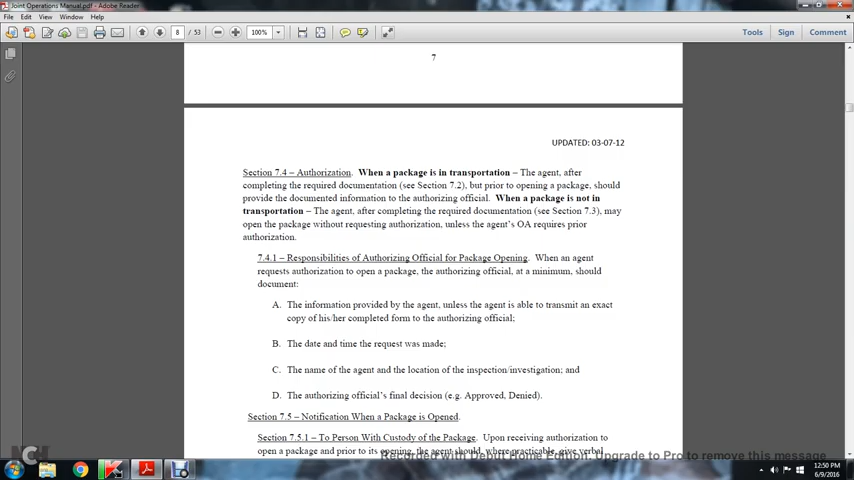 Joint Operations Manual.pdf - Adobe Reader
File Edit View Window Help
8 / 53 100% Tools Sign Comment
7
UPDATED: 03-07-12
Section 7.4 – Authorization. When a package is in transportation – The agent, after
completing the required documentation (see Section 7.2), but prior to opening a package, should
provide the documented information to the authorizing official. When a package is not in
transportation – The agent, after completing the required documentation (see Section 7.3), may
open the package without requesting authorization, unless the agent's OA requires prior
authorization.
7.4.1 – Responsibilities of Authorizing Official for Package Opening. When an agent
requests authorization to open a package, the authorizing official, at a minimum, should
document:
A. The information provided by the agent, unless the agent is able to transmit an exact
copy of his/her completed form to the authorizing official;
B. The date and time the request was made;
C. The name of the agent and the location of the inspection/investigation; and
D. The authorizing official's final decision (e.g. Approved, Denied).
Section 7.5 – Notification When a Package is Opened.
Section 7.5.1 – To Person With Custody of the Package. Upon receiving authorization to
open a package and prior to its opening, the agent should, where practicable, give verbal
NCH
Recorded with Debut Home Edition. Upgrade to Pro to remove this message
12:50 PM
6/9/2016